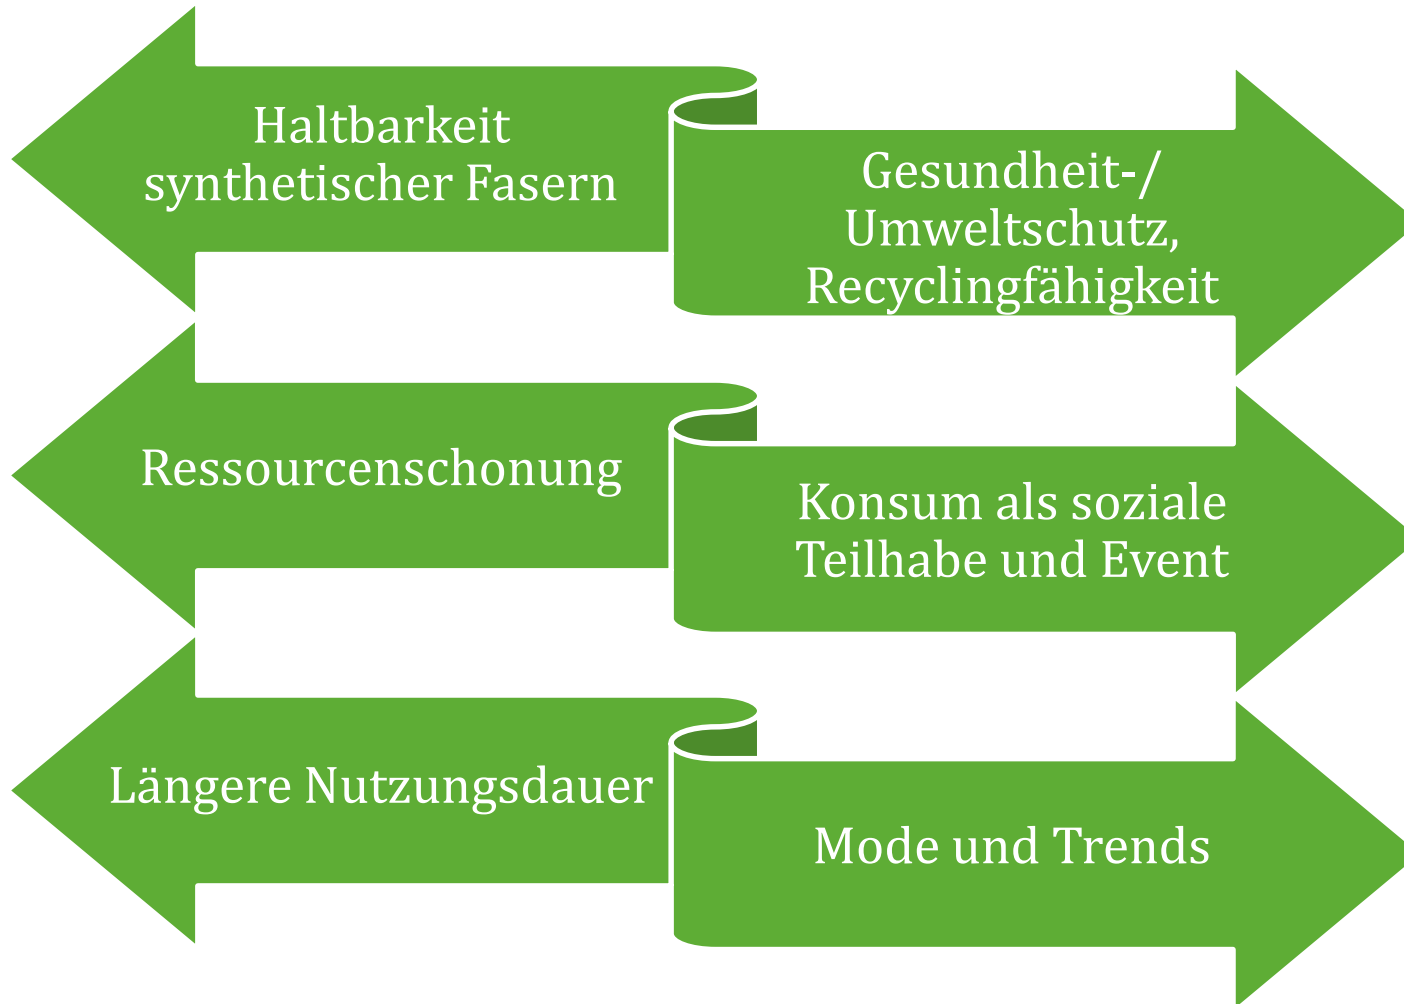 Haltbarkeit
synthetischer Fasern
Gesundheit-/
Umweltschutz,
Recyclingfähigkeit
Ressourcenschonung
Konsum als soziale
Teilhabe und Event
Längere Nutzungsdauer
Mode und Trends